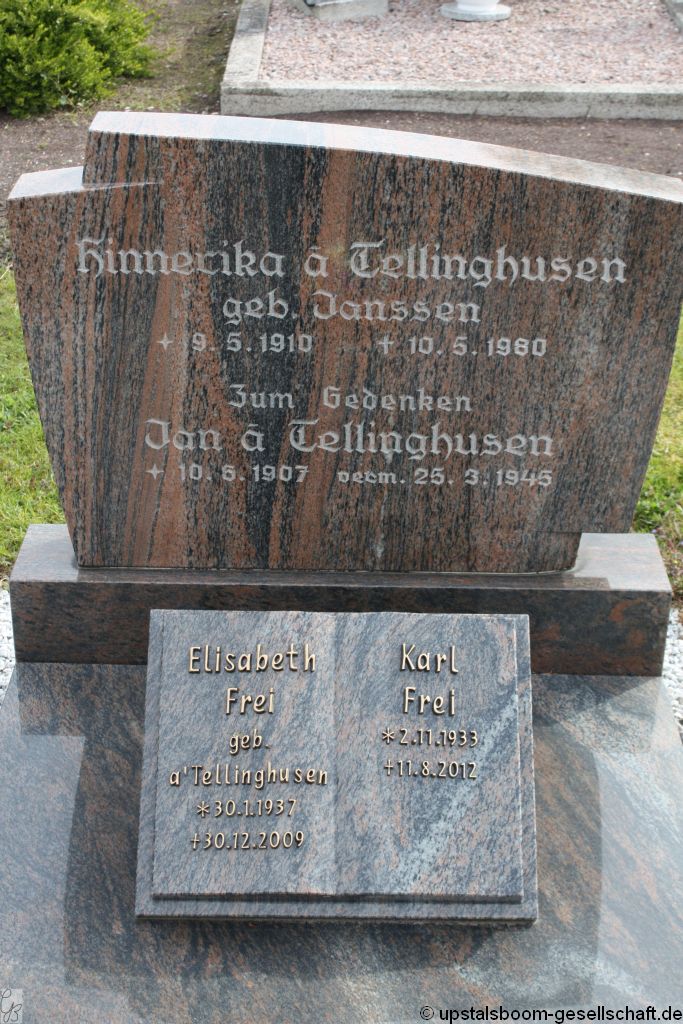 Hinnerika á Tellinghusen
geb. Janssen
+ 9.5.1910 + 10.5.1980
Zum Gedenken
Jan á Tellinghusen
+ 10.6.1907 verm. 25.3.1945
Elisabeth
Frei
geb.
a'Tellinghusen
*30.1.1937
+30.12.2009
Karl
Frei
*2.11.1933
+11.8.2012
© upstalsboom-gesellschaft.de